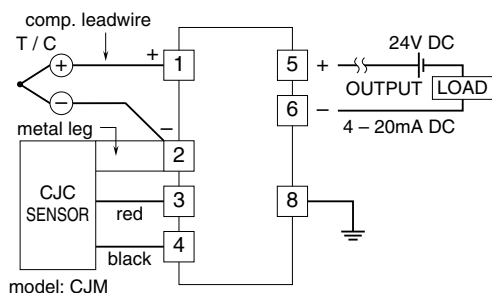 comp. leadwire
T / C
+
+
1
−
−
metal leg
2
CJC
SENSOR
3
red
4
black
model: CJM
5
+
24V DC
OUTPUT
LOAD
6
−
4 – 20mA DC
8